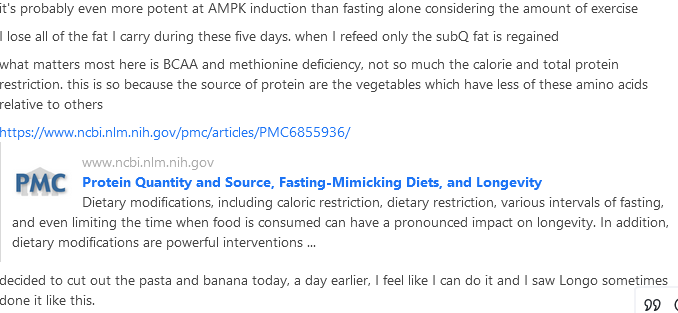 it's probably even more potent at AMPK induction than fasting alone considering the amount of exercise
I lose all of the fat I carry during these five days. when I refeed only the subQ fat is regained
what matters most here is BCAA and methionine deficiency, not so much the calorie and total protein
restriction. this is so because the source of protein are the vegetables which have less of these amino acids
relative to others
https://www.ncbi.nlm.nih.gov/pmc/articles/PMC6855936/
www.ncbi.nlm.nih.gov
PMC
Protein Quantity and Source, Fasting-Mimicking Diets, and Longevity
Dietary modifications, including caloric restriction, dietary restriction, various intervals of fasting,
and even limiting the time when food is consumed can have a pronounced impact on longevity. In addition,
dietary modifications are powerful interventions ...
decided to cut out the pasta and banana today, a day earlier, I feel like I can do it and I saw Longo sometimes
done it like this.